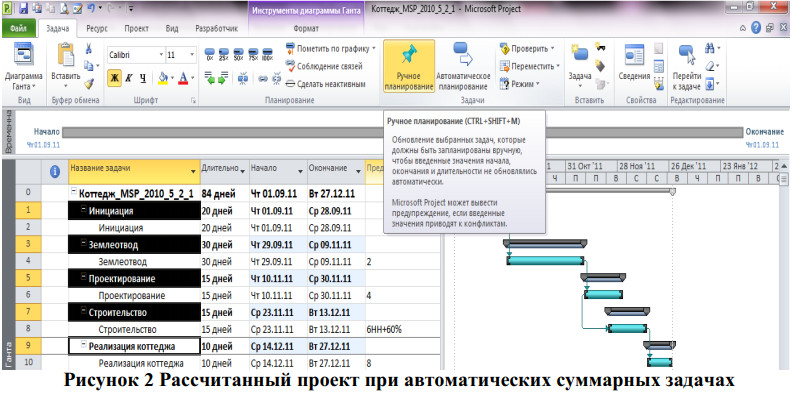 Инструменты диаграммы Ганта
Коттедж_MSP_2010_5_2_1 - Microsoft Project
Файл Задача Ресурс Проект Вид Разработчик Формат
Диаграмма Ганта
Вставить
Calibri 11
Ж К Ч
0% 25% 50% 75% 100%
Пометить по графику
Соблюдение связей
Сделать неактивным
Ручное планирование
Автоматическое планирование
Проверить
Переместить
Режим
Задача
Сведения
Перейти к задаче
Вид Буфер обмена Шрифт Планирование Задачи Вставить Свойства Редактирование
Временна
Начало
Чт 01.09.11
Окончание
Чт 01.09.11
Ручное планирование (CTRL+SHIFT+M)
Обновление выбранных задач, которые
должны быть запланированы вручную,
чтобы введенные значения начала,
окончания и длительности не обновлялись
автоматически.
Microsoft Project может вывести
предупреждение, если введенные
значения приводят к конфликтам.
Название задачи Длительно Начало Окончание Пред
1 31 Окт '11 28 Ноя '11 26 Дек '11 23 Янв '12 2
Ч П П В С С Ч П П В С
0 Коттедж_MSP_2010_5_2_1 84 дней Чт 01.09.11 Вт 27.12.11
1 Инициация 20 дней Чт 01.09.11 Ср 28.09.11
2 Инициация 20 дней Чт 01.09.11 Ср 28.09.11
3 Землеотвод 30 дней Чт 29.09.11 Ср 09.11.11
4 Землеотвод 30 дней Чт 29.09.11 Ср 09.11.11 2
5 Проектирование 15 дней Чт 10.11.11 Ср 30.11.11
6 Проектирование 15 дней Чт 10.11.11 Ср 30.11.11 4
7 Строительство 15 дней Ср 23.11.11 Вт 13.12.11
8 Строительство 15 дней Ср 23.11.11 Вт 13.12.11 6НН+60%
9 Реализация коттеджа 10 дней Ср 14.12.11 Вт 27.12.11
10 Реализация коттеджа 10 дней Ср 14.12.11 Вт 27.12.11 8
Ганта
Рисунок 2 Рассчитанный проект при автоматических суммарных задачах